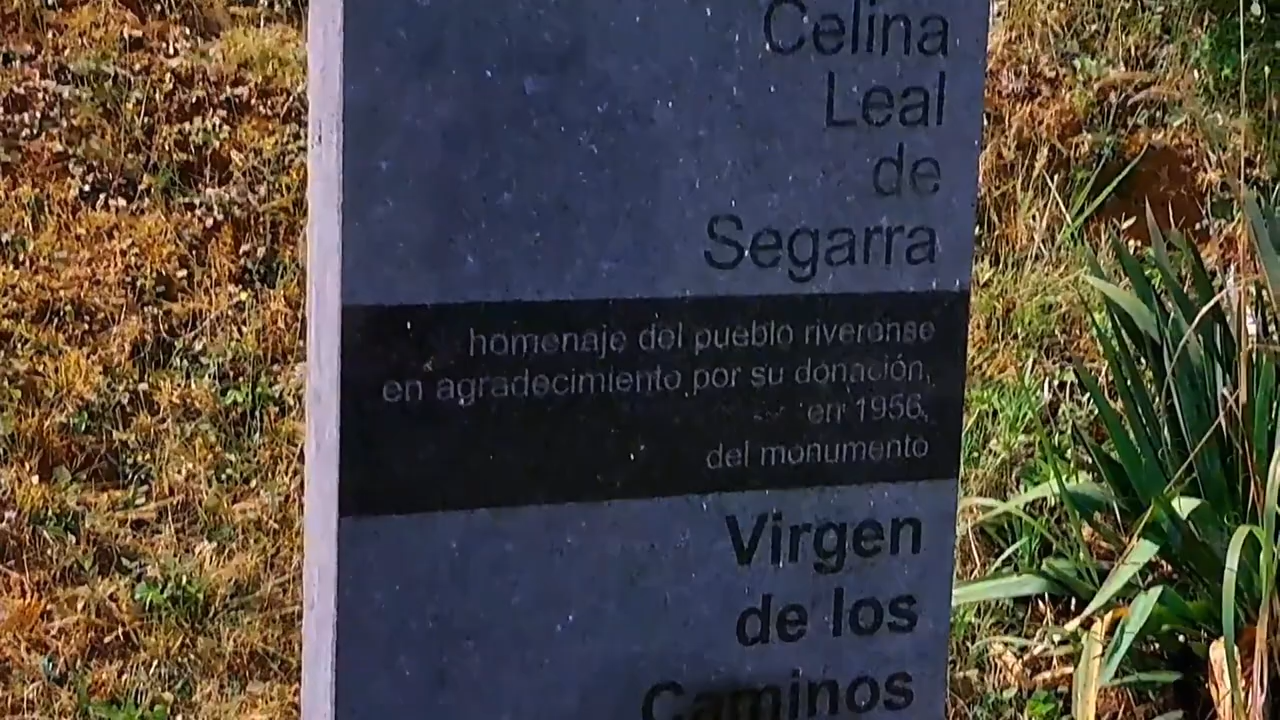 Celina
Leal
de
Segarra
homenaje del pueblo riverense
en agradecimiento por su donación,
en 1956,
del monumento
Virgen
de los
Caminos